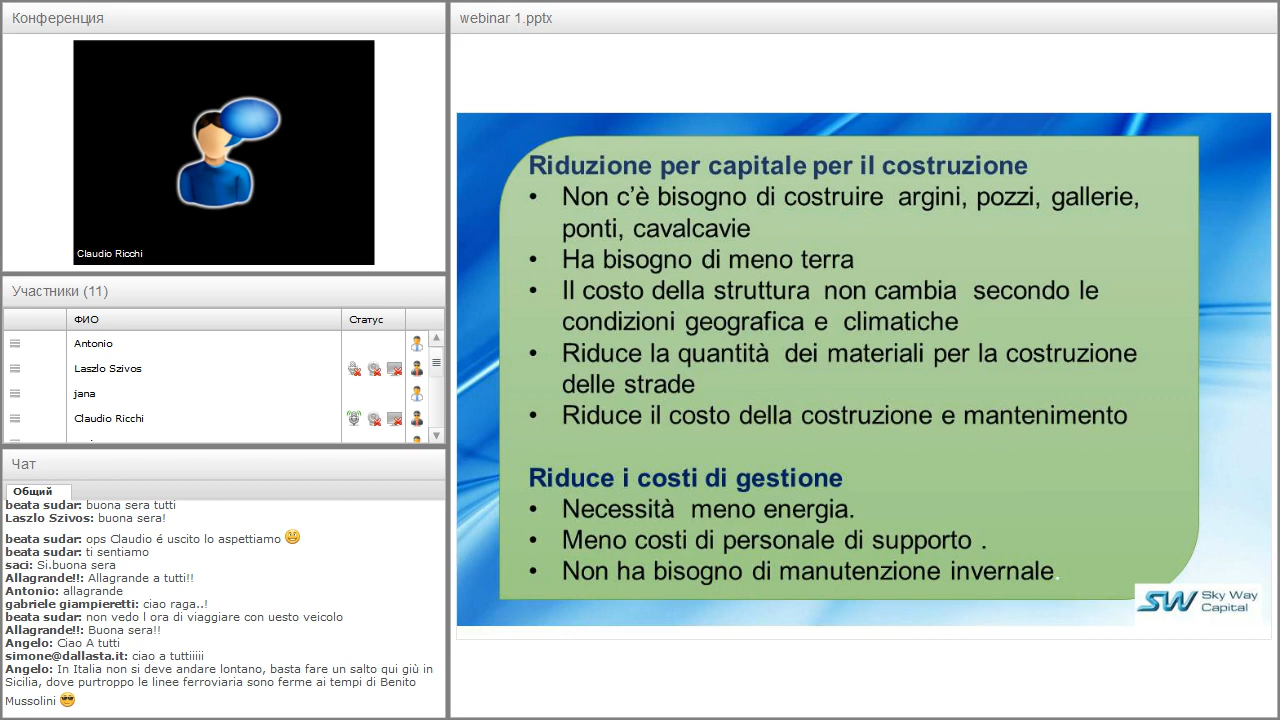 Конференция
Claudio Ricchi
Участники (11)
ФИО
Статус
Antonio
Laszlo Szivos
jana
Claudio Ricchi
Чат
Общий
beata sudar: buona sera tutti
Laszlo Szivos: buona sera!
beata sudar: ops Claudio é uscito lo aspettiamo
beata sudar: ti sentiamo
saci: Si.buona sera
Allagrande!!: Allagrande a tutti!!
Antonio: allagrande
gabriele giampieretti: ciao raga..!
beata sudar: non vedo l ora di viaggiare con uesto veicolo
Allagrande!!: Buona sera!!
Angelo: Ciao A tutti
simone@dallasta.it: ciao a tuttiiiii
Angelo: In Italia non si deve andare lontano, basta fare un salto qui giù in
Sicilia, dove purtroppo le linee ferroviaria sono ferme ai tempi di Benito
Mussolini
webinar 1.pptx
Riduzione per capitale per il costruzione
• Non c’è bisogno di costruire argini, pozzi, gallerie,
ponti, cavalcavie
• Ha bisogno di meno terra
• Il costo della struttura non cambia secondo le
condizioni geografica e climatiche
• Riduce la quantità dei materiali per la costruzione
delle strade
• Riduce il costo della costruzione e mantenimento
Riduce i costi di gestione
• Necessità meno energia.
• Meno costi di personale di supporto .
• Non ha bisogno di manutenzione invernale.
SW Sky Way
Capital